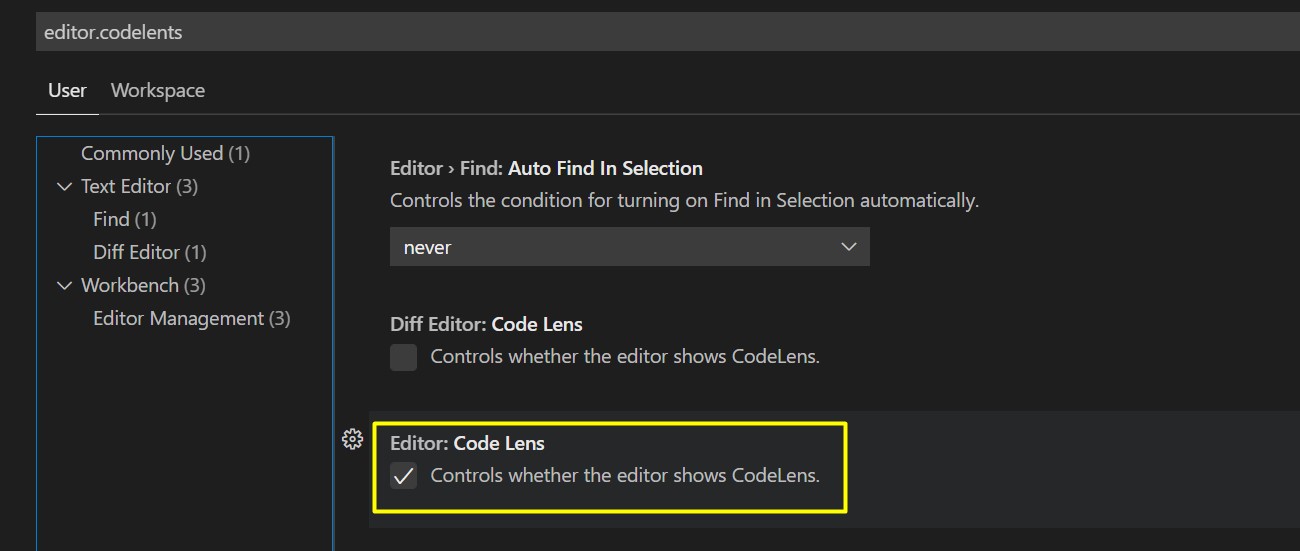 editor.codelents
User Workspace
Commonly Used (1)
Text Editor (3)
Find (1)
Diff Editor (1)
Workbench (3)
Editor Management (3)
Editor › Find: Auto Find In Selection
Controls the condition for turning on Find in Selection automatically.
never
Diff Editor: Code Lens
Controls whether the editor shows CodeLens.
Editor: Code Lens
Controls whether the editor shows CodeLens.